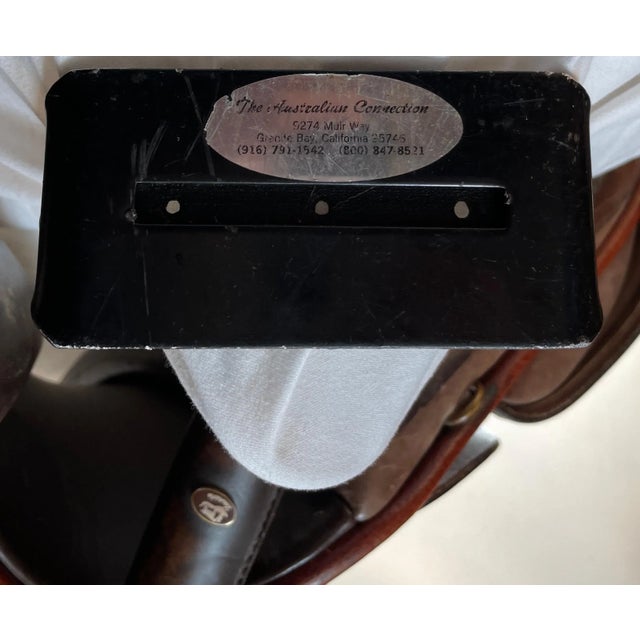 The Australian Connection
9274 Muir Way
Granite Bay, California 95746
(916) 791-1542 (800) 847-8521